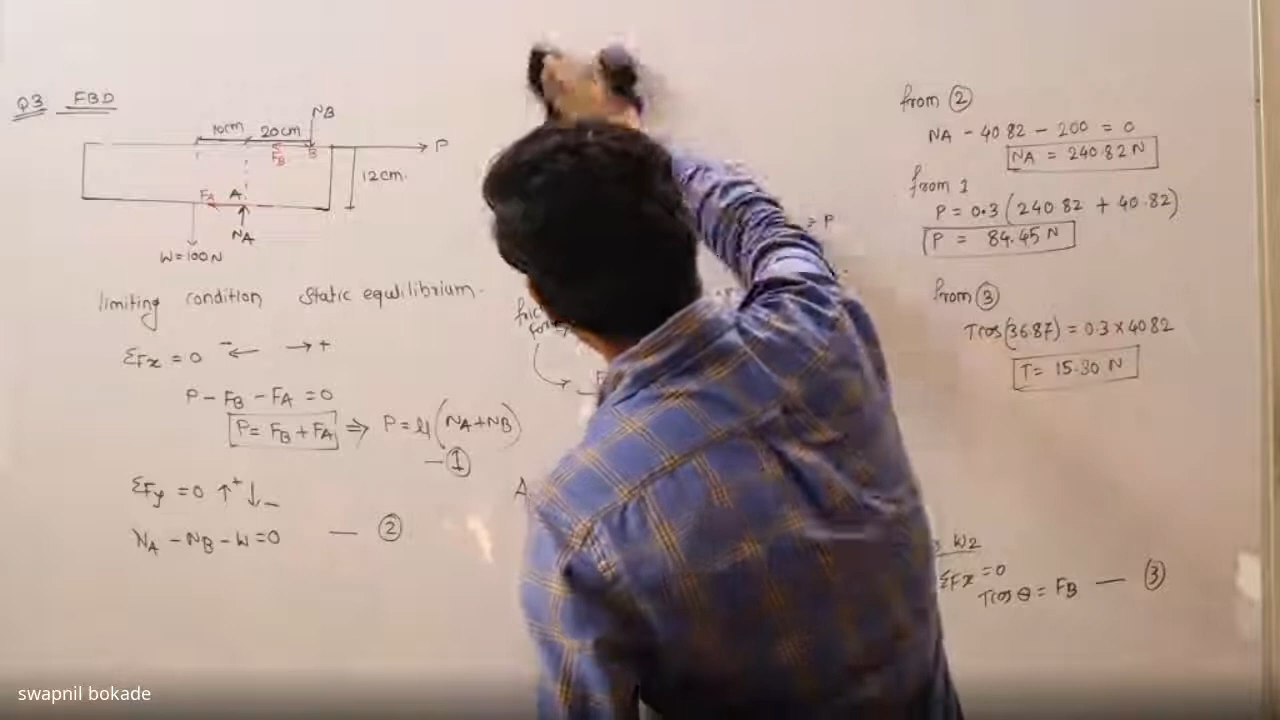 Q3 FBD
NB
10cm 20cm
P
FB B
12cm.
FA A
NA
W=100N
limiting condition static equilibrium.
ΣFx = 0 - ← → +
P - FB - FA = 0
P = FB + FA ⇒ P = μ(NA+NB)
— ①
ΣFy = 0 ↑+ ↓-
NA - NB - W = 0 — ②
P
A
W2
ΣFx = 0
Tcos θ = FB — ③
from ②
NA - 40.82 - 200 = 0
NA = 240.82 N
from 1
P = 0.3 (240.82 + 40.82)
P = 84.45 N
from ③
Tcos(36.87) = 0.3 x 40.82
T = 15.30 N
swapnil bokade